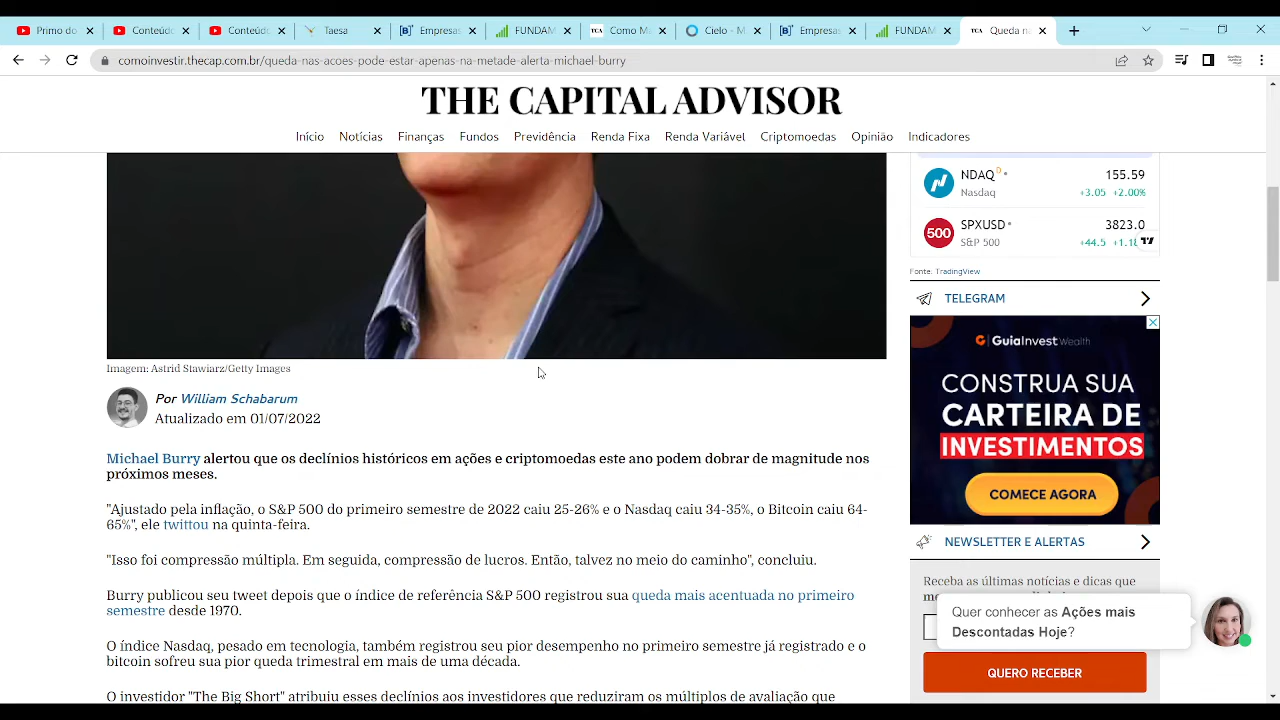 Primo do
Conteúdo
Conteúdo
Taesa
Empresas
FUNDAM
Como M
Cielo - M
Empresas
FUNDAM
Queda n
comoinvestir.thecap.com.br/queda-nas-acoes-pode-estar-apenas-na-metade-alerta-michael-burry
THE CAPITAL ADVISOR
Início Notícias Finanças Fundos Previdência Renda Fixa Renda Variável Criptomoedas Opinião Indicadores
Imagem: Astrid Stawiarz/Getty Images
Por William Schabarum
Atualizado em 01/07/2022
Michael Burry alertou que os declínios históricos em ações e criptomoedas este ano podem dobrar de magnitude nos
próximos meses.
"Ajustado pela inflação, o S&P 500 do primeiro semestre de 2022 caiu 25-26% e o Nasdaq caiu 34-35%, o Bitcoin caiu 64-
65%", ele twittou na quinta-feira.
"Isso foi compressão múltipla. Em seguida, compressão de lucros. Então, talvez no meio do caminho", concluiu.
Burry publicou seu tweet depois que o índice de referência S&P 500 registrou sua queda mais acentuada no primeiro
semestre desde 1970.
O índice Nasdaq, pesado em tecnologia, também registrou seu pior desempenho no primeiro semestre já registrado e o
bitcoin sofreu sua pior queda trimestral em mais de uma década.
O investidor "The Big Short" atribuiu esses declínios aos investidores que reduziram os múltiplos de avaliação que
NDAQ D 155.59
Nasdaq +3.05 +2.00%
SPXUSD 3823.0
500
S&P 500 +44.5 +1.18
Fonte: TradingView
TELEGRAM
GuiaInvest Wealth
CONSTRUA SUA
CARTEIRA DE
INVESTIMENTOS
COMECE AGORA
NEWSLETTER E ALERTAS
Receba as últimas notícias e dicas que
Quer conhecer as Ações mais
Descontadas Hoje?
QUERO RECEBER